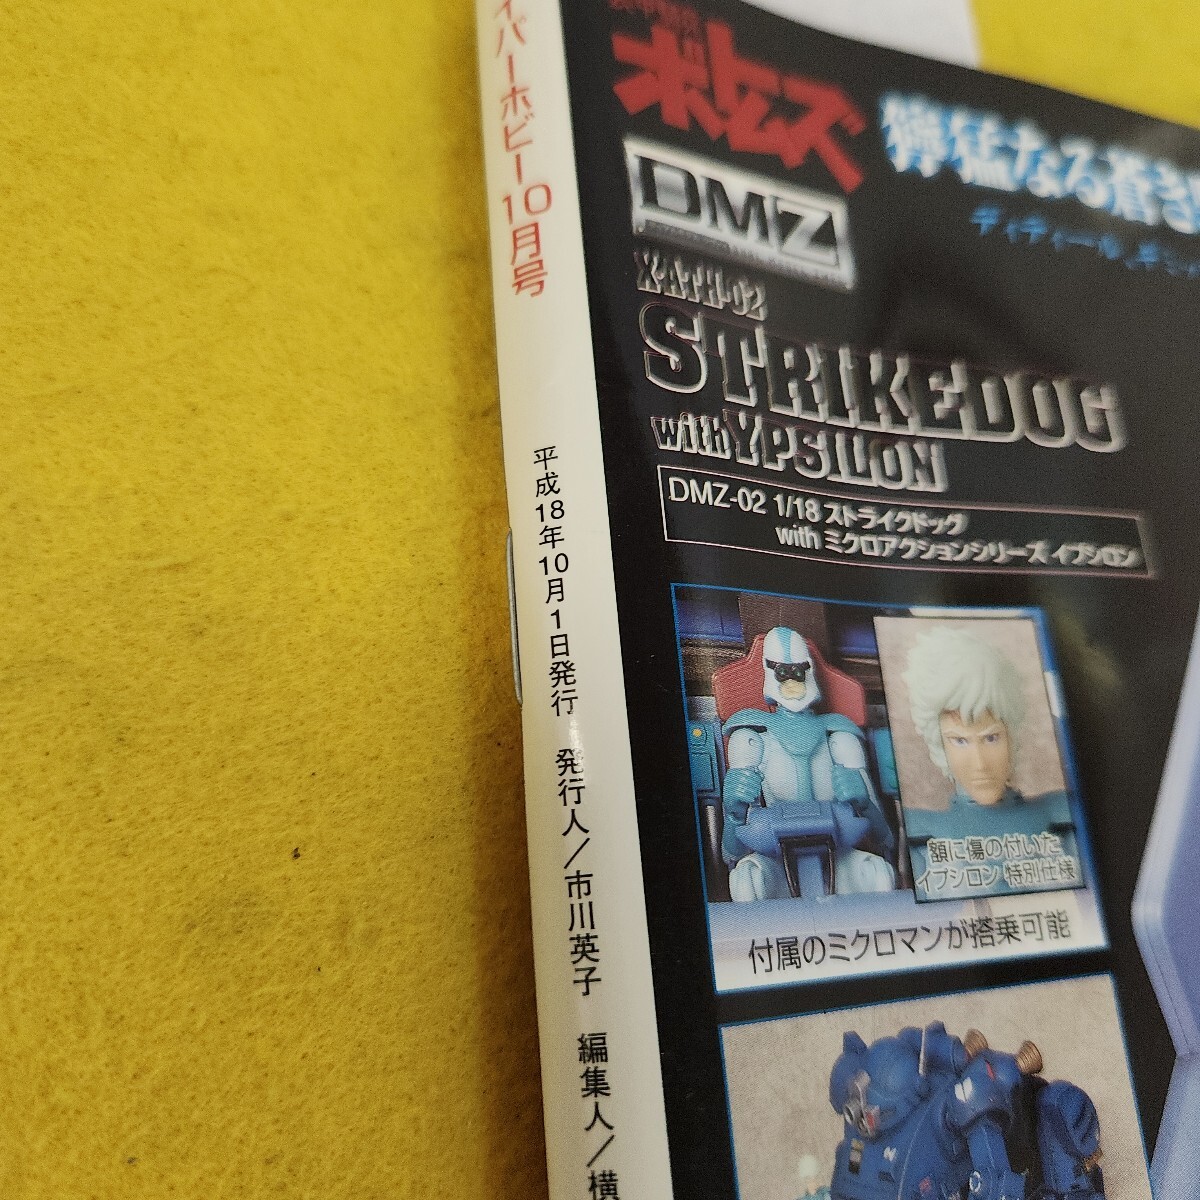 イバーホビー10月号
平成18年10月1日発行 発行人／市川英子 編集人／横
ボトムズ
獰猛なる蒼き
DMZ
X・ATH-02
STRIKEDOG
with YPSILON
DMZ-02 1/18 ストライクドッグ
with ミクロアクションシリーズ イプシロン
額に傷の付いた
イプシロン 特別仕様
付属のミクロマンが搭乗可能